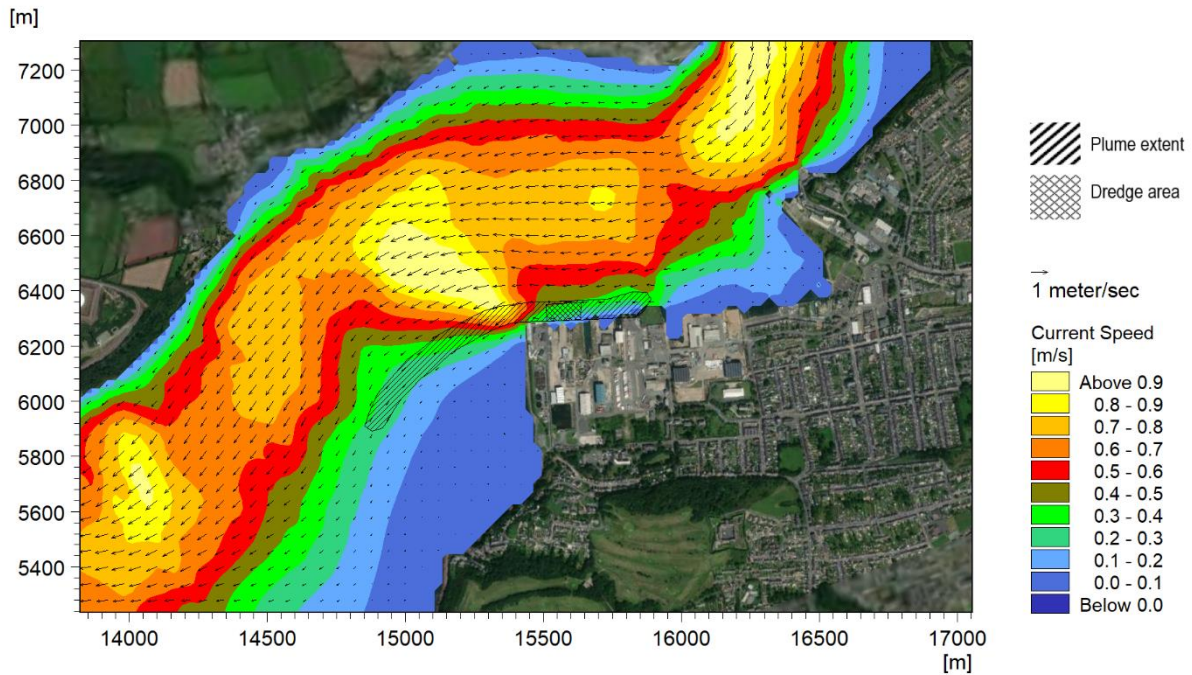 [m]
7200
7000
6800
6600
6400
6200
6000
5800
5600
5400
14000 14500 15000 15500 16000 16500 17000
[m]
Plume extent
Dredge area
1 meter/sec
Current Speed
[m/s]
Above 0.9
0.8 - 0.9
0.7 - 0.8
0.6 - 0.7
0.5 - 0.6
0.4 - 0.5
0.3 - 0.4
0.2 - 0.3
0.1 - 0.2
0.0 - 0.1
Below 0.0